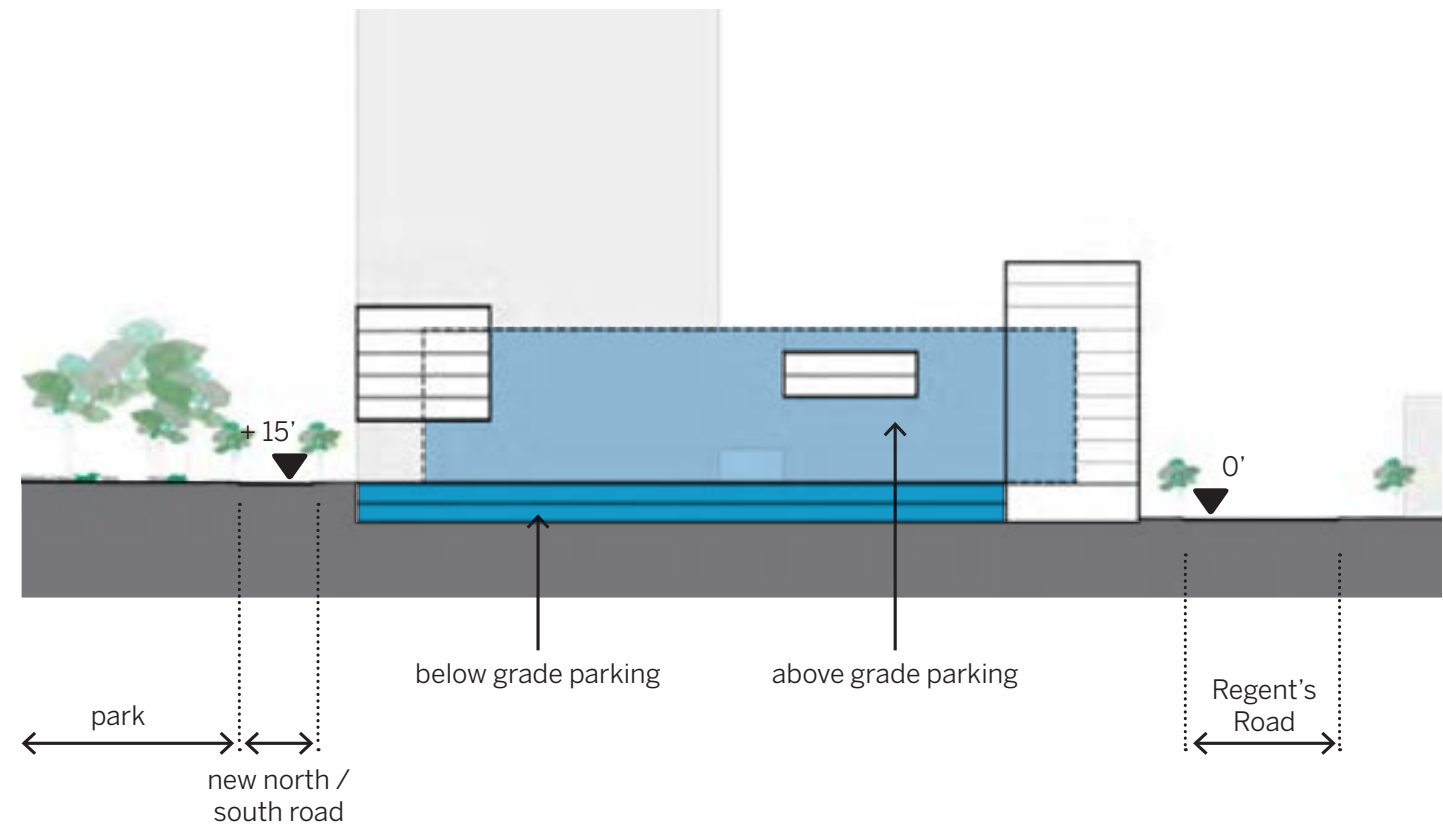 + 15’
0’
below grade parking
above grade parking
park
Regent’s
Road
new north /
south road